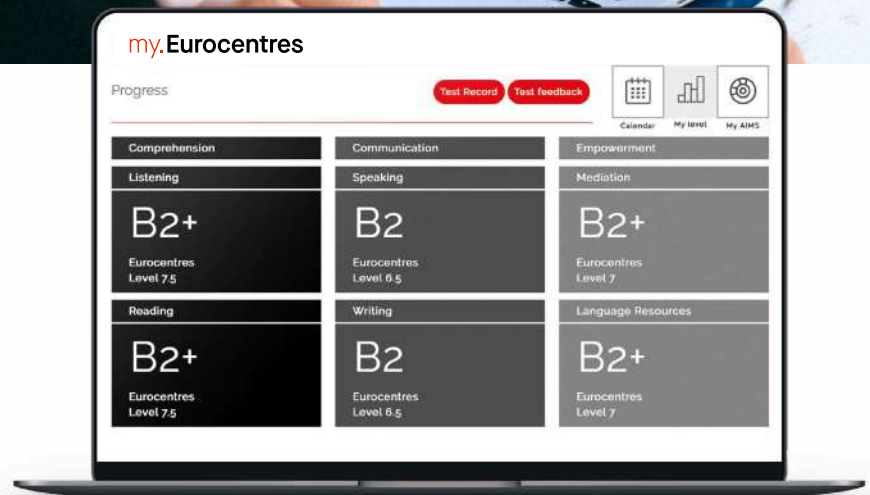 my.Eurocentres
Progress
Test Record
Test feedback
Calendar
My level
My AIMS
Comprehension
Communication
Empowerment
Listening
Speaking
Mediation
B2+
Eurocentres
Level 7.5
B2
Eurocentres
Level 6.5
B2+
Eurocentres
Level 7
Reading
Writing
Language Resources
B2+
Eurocentres
Level 7.5
B2
Eurocentres
Level 6.5
B2+
Eurocentres
Level 7